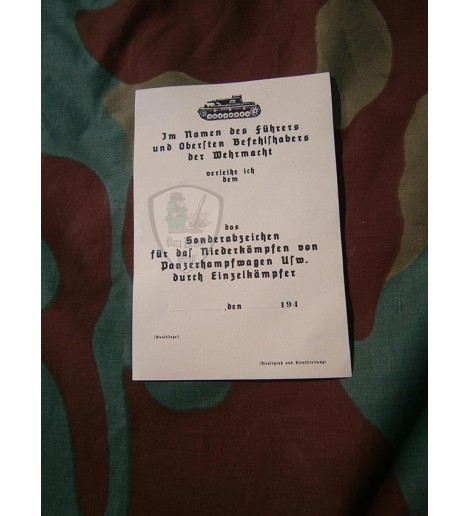 Im Namen des Führers
und Obersten Befehlshabers
der Wehrmacht
verleihe ich
dem
das
Sonderabzeichen
für das Niederkämpfen von
Panzerkampfwagen Usw.
durch Einzelkämpfer
,den 194
(Dienstsiegel)
(Dienstgrad und Dienststellung)